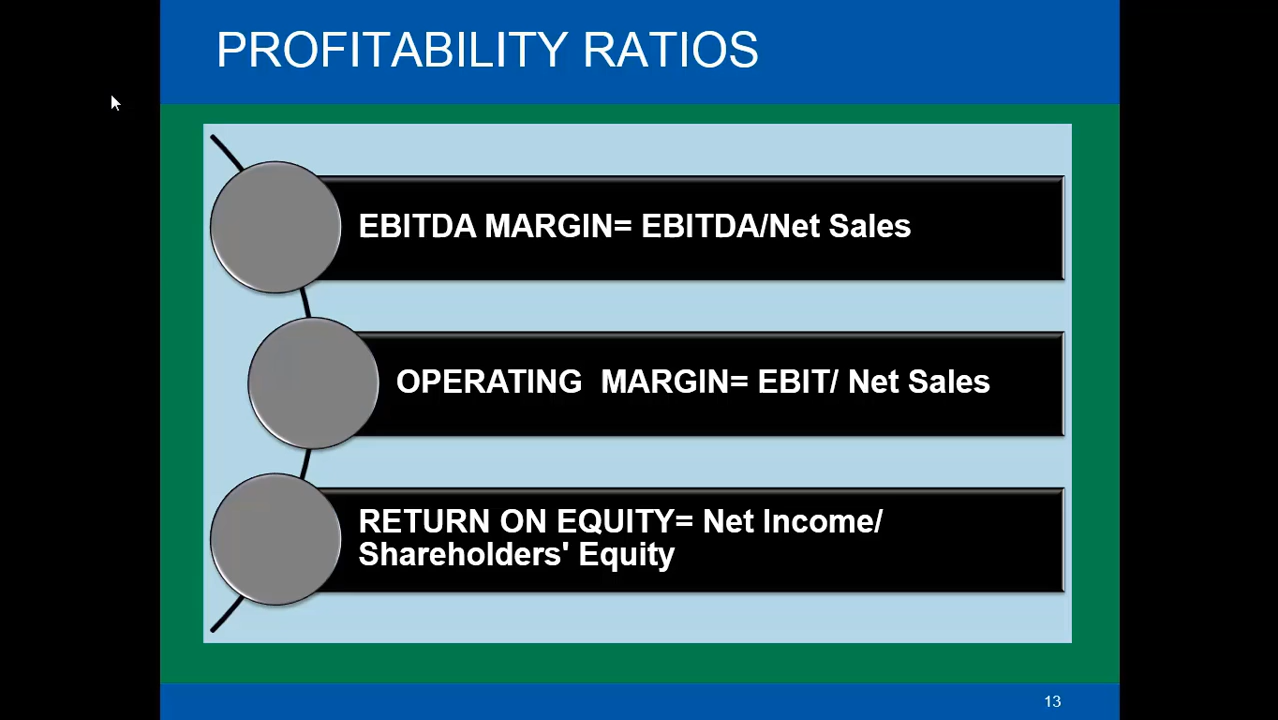 PROFITABILITY RATIOS
EBITDA MARGIN= EBITDA/Net Sales
OPERATING  MARGIN= EBIT/ Net Sales
RETURN ON EQUITY= Net Income/
Shareholders' Equity
13